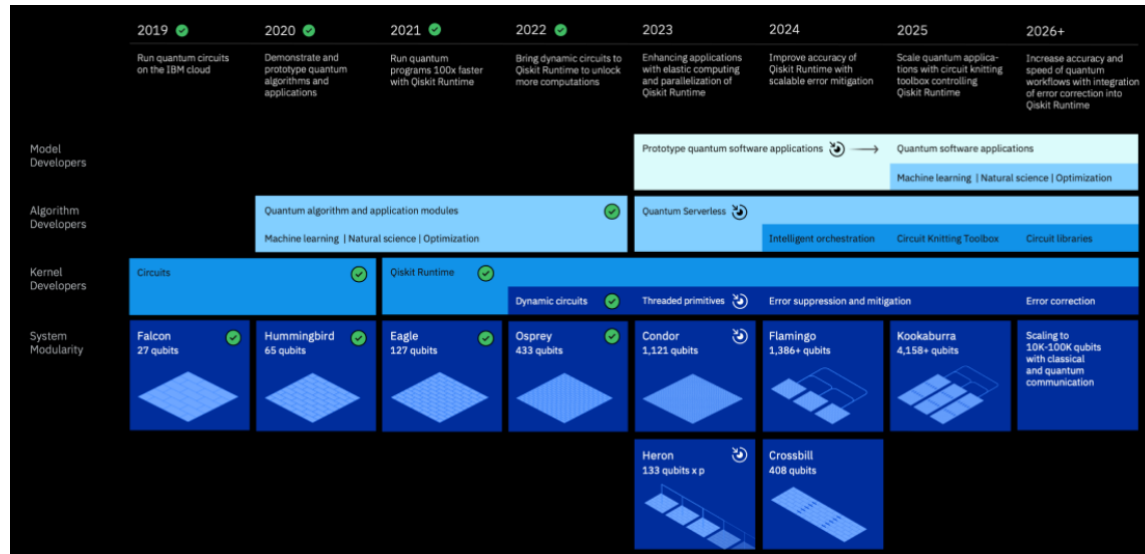 2019
2020
2021
2022
2023
2024
2025
2026+
Run quantum circuits
on the IBM cloud
Demonstrate and
prototype quantum
algorithms and
applications
Run quantum
programs 100x faster
with Qiskit Runtime
Bring dynamic circuits to
Qiskit Runtime to unlock
more computations
Enhancing applications
with elastic computing
and parallelization of
Qiskit Runtime
Improve accuracy of
Qiskit Runtime with
scalable error mitigation
Scale quantum applica-
tions with circuit knitting
toolbox controlling
Qiskit Runtime
Increase accuracy and
speed of quantum
workflows with integration
of error correction into
Qiskit Runtime
Model
Developers
Prototype quantum software applications
Quantum software applications
Machine learning | Natural science | Optimization
Algorithm
Developers
Quantum algorithm and application modules
Machine learning | Natural science | Optimization
Quantum Serverless
Intelligent orchestration
Circuit Knitting Toolbox
Circuit libraries
Kernel
Developers
Circuits
Qiskit Runtime
Dynamic circuits
Threaded primitives
Error suppression and mitigation
Error correction
System
Modularity
Falcon
27 qubits
Hummingbird
65 qubits
Eagle
127 qubits
Osprey
433 qubits
Condor
1,121 qubits
Flamingo
1,386+ qubits
Kookaburra
4,158+ qubits
Scaling to
10K-100K qubits
with classical
and quantum
communication
Heron
133 qubits x p
Crossbill
408 qubits